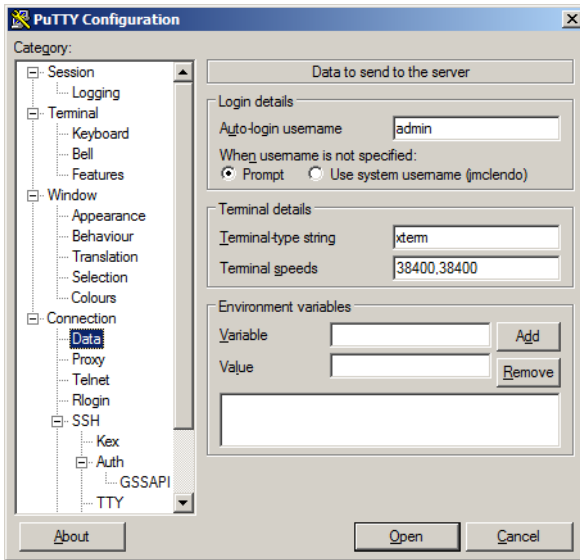 PuTTY Configuration
Category:
Session
Logging
Terminal
Keyboard
Bell
Features
Window
Appearance
Behaviour
Translation
Selection
Colours
Connection
Data
Proxy
Telnet
Rlogin
SSH
Kex
Auth
GSSAPI
TTY
Data to send to the server
Login details
Auto-login username admin
When username is not specified:
Prompt Use system username (jmclendo)
Terminal details
Terminal-type string xterm
Terminal speeds 38400,38400
Environment variables
Variable Add
Value Remove
About Open Cancel